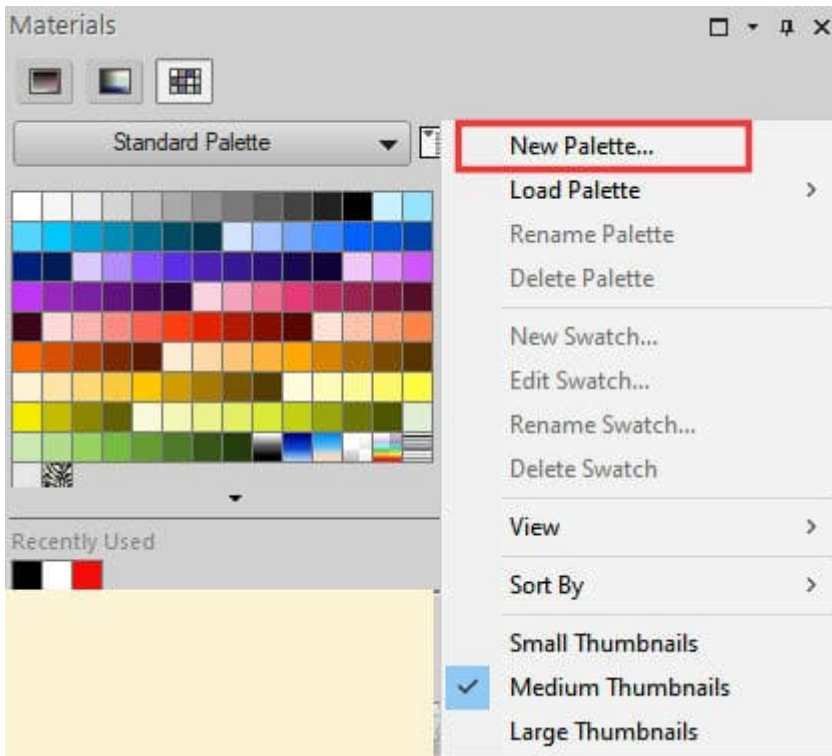 Materials
Standard Palette
New Palette...
Load Palette
Rename Palette
Delete Palette
New Swatch...
Edit Swatch...
Rename Swatch...
Delete Swatch
View
Sort By
Small Thumbnails
Medium Thumbnails
Large Thumbnails
Recently Used